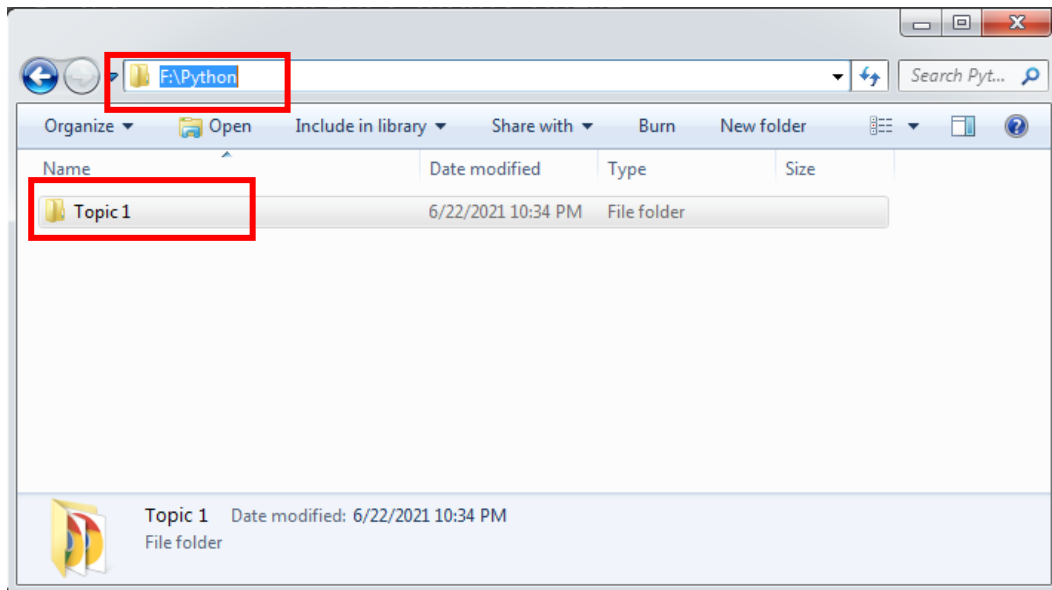 F:\Python
Search Pyt...
Organize Open Include in library Share with Burn New folder
Name Date modified Type Size
Topic 1 6/22/2021 10:34 PM File folder
Topic 1 Date modified: 6/22/2021 10:34 PM
File folder